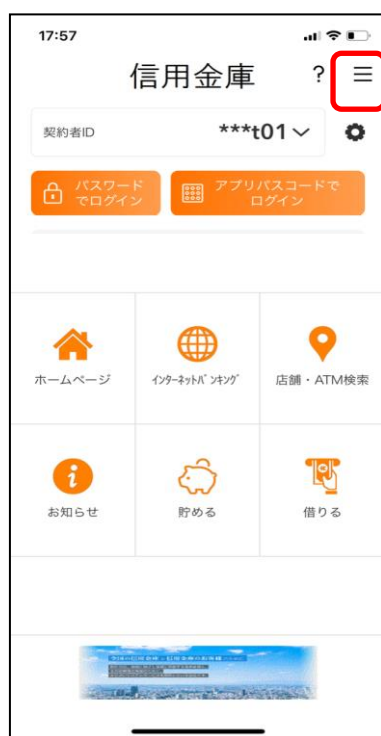 17:57
信用金庫 ?
契約者ID ***t01
パスワード
でログイン
アプリパスコードで
ログイン
ホームページ
インターネットバンキング
店舗・ATM検索
お知らせ
貯める
借りる